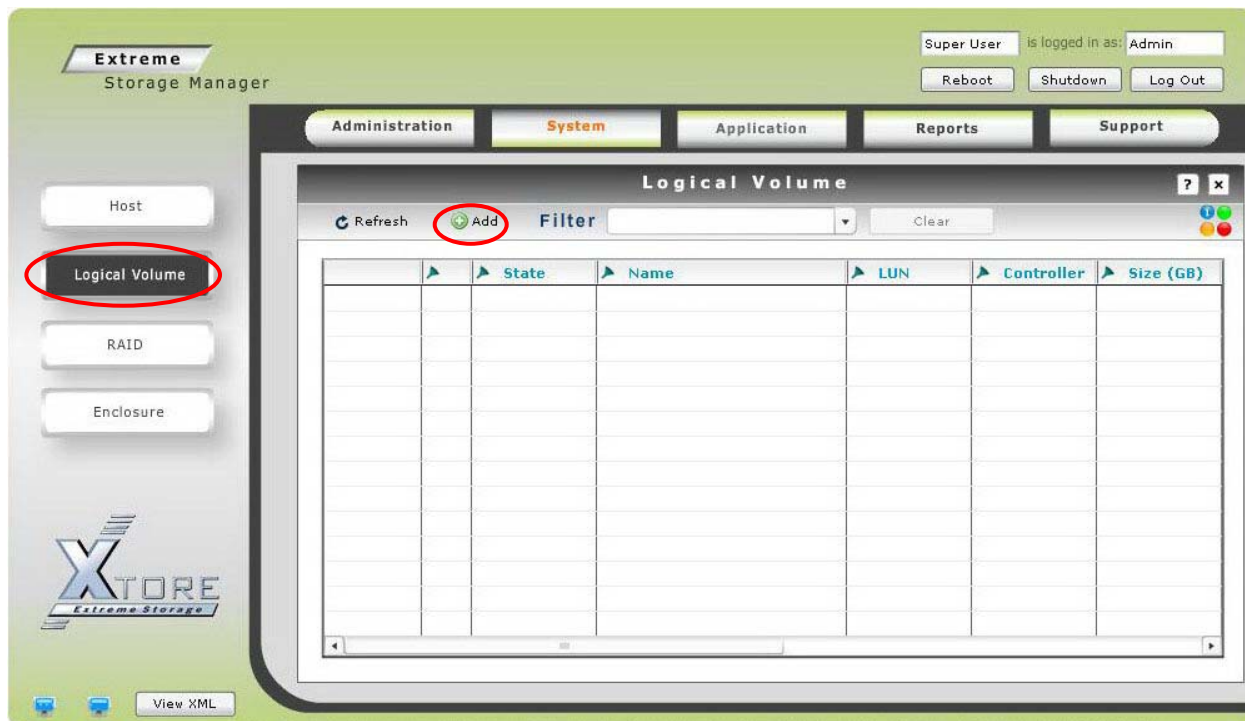 Extreme
Storage Manager
Super User is logged in as: Admin
Reboot Shutdown Log Out
Administration System Application Reports Support
Logical Volume ? x
Refresh Add Filter Clear
State Name LUN Controller Size (GB)
Host
Logical Volume
RAID
Enclosure
XTORE
Extreme Storage
View XML